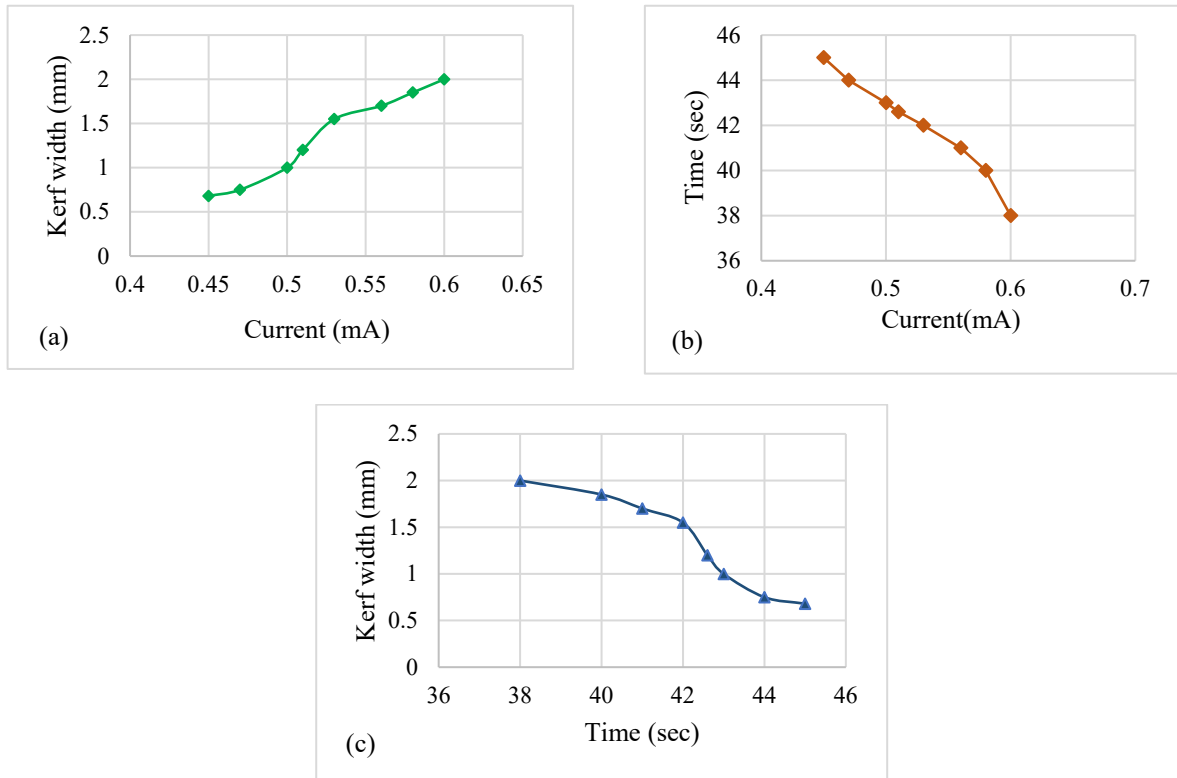 2.5
2
1.5
1
0.5
0
Kerf width (mm)
0.4 0.45 0.5 0.55 0.6 0.65
Current (mA)
(a)
46
44
42
40
38
36
Time (sec)
0.4 0.5 0.6 0.7
Current(mA)
(b)
2.5
2
1.5
1
0.5
0
Kerf width (mm)
36 38 40 42 44 46
Time (sec)
(c)